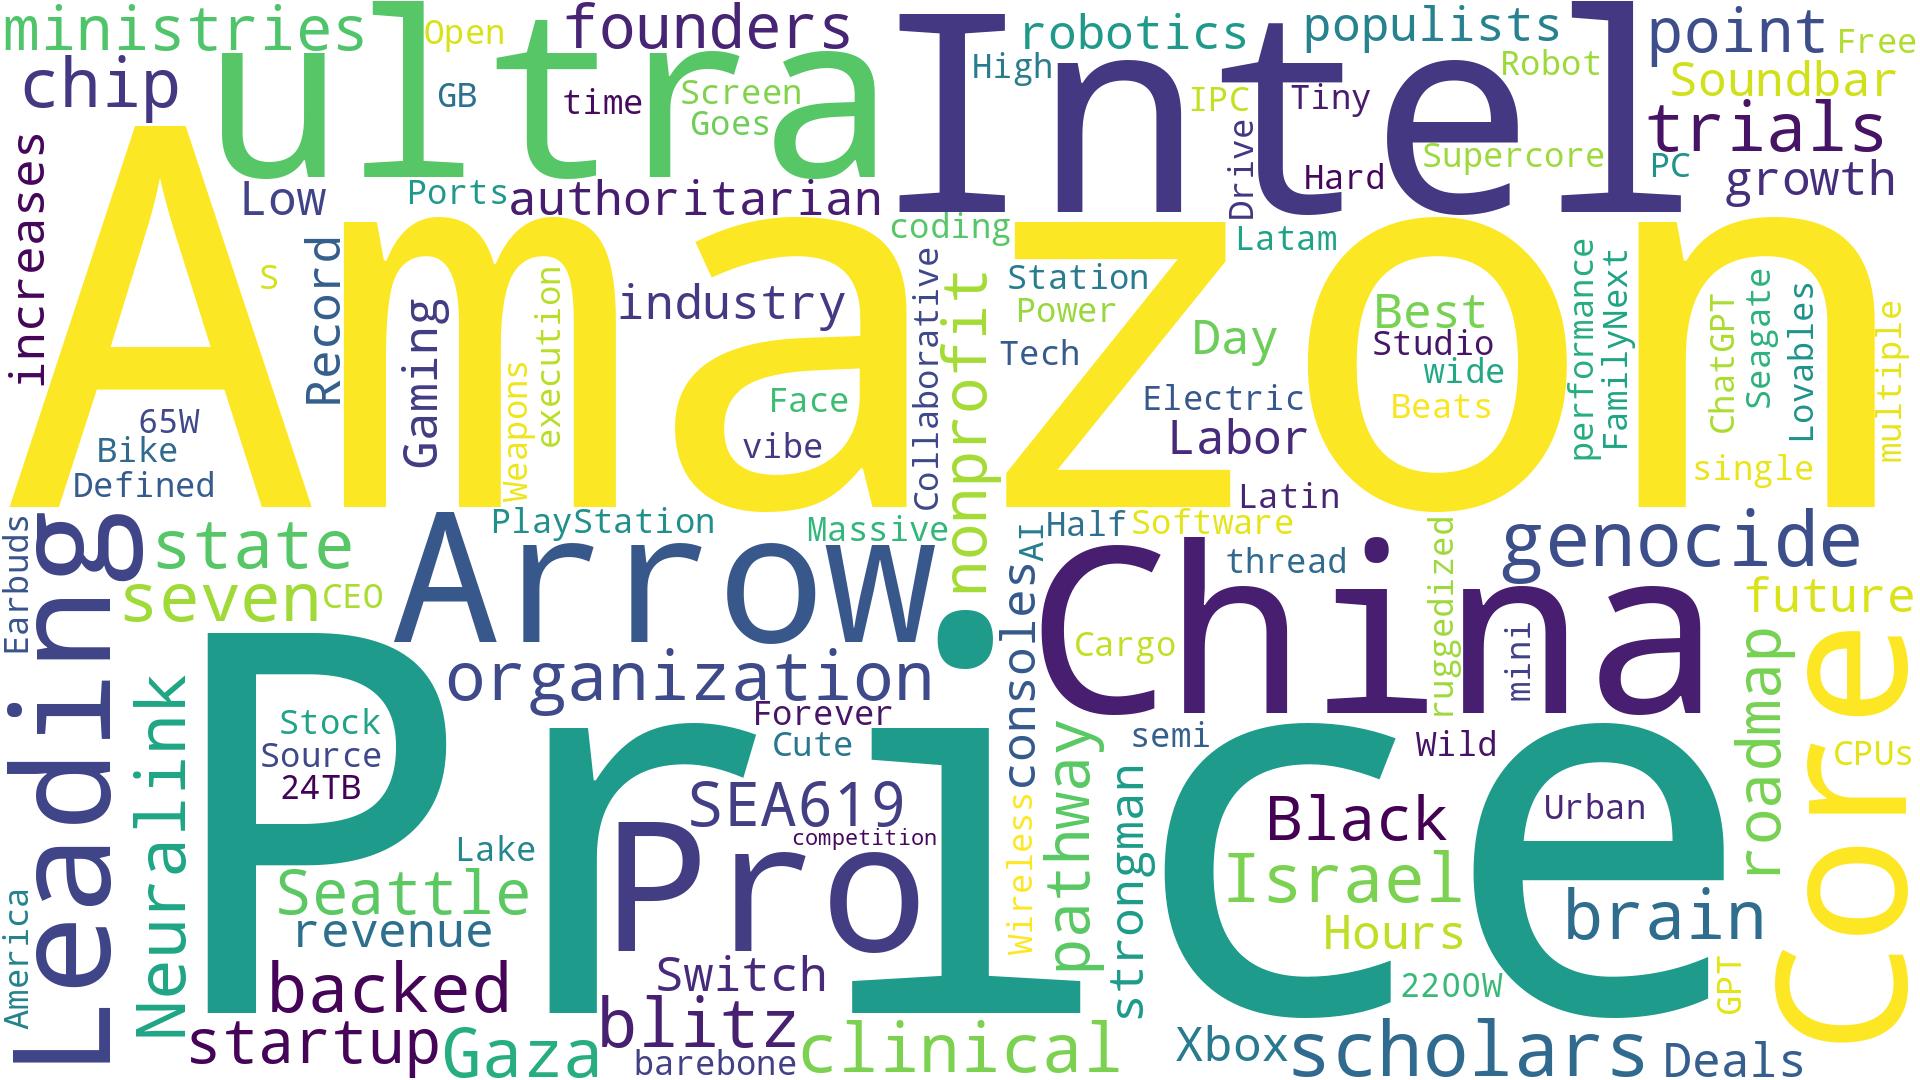 ministries
ultra
Open
founders
Intel
robotics
populists
point
Free
chip
GB
time
Screen
Goes
High
IPC
Tiny
Robot
Soundbar
trials
increases
Low
Ports
authoritarian
Drive
Hard
Supercore
PC
growth
Amazon
S
Record
Gaming
execution
Weapons
industry
coding
Collaborative
nonprofit
Latam
Station
Power
Tech
Day
Best
Studio
wide
Beats
performance
FamilyNext
ChatGPT
Seagate
Lovables
multiple
65W
Bike
Defined
Face
vibe
Electric
Labor
Latin
single
Earbuds
Leading
state
seven
CEO
PlayStation
Arrow
Massive
AI
Half
Software
thread
ruggedized
genocide
future
China
Cargo
mini
consoles
organization
Neuralink
Price
Stock
Source
24TB
Forever
Cute
semi
Wild
roadmap
CPUs
Core
SEA619
Pro
competition
Lake
Seattle
revenue
Wireless
pathway
strongman
Black
Israel
Hours
Urban
brain
America
backed
Switch
2200W
GPT
startup
Gaza
blitz
barebone
clinical
Xbox
scholars
Deals